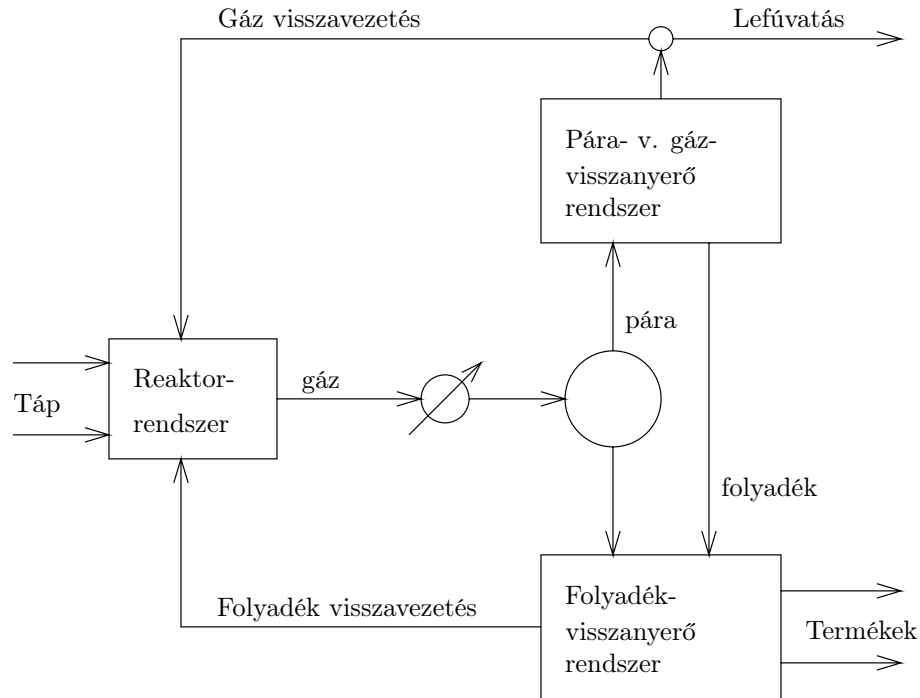 Gáz visszavezetés
Lefúvatás
Pára- v. gáz-
visszanyerő
rendszer
pára
Reaktor-
rendszer
gáz
Táp
folyadék
Folyadék visszavezetés
Folyadék-
visszanyerő
rendszer
Termékek